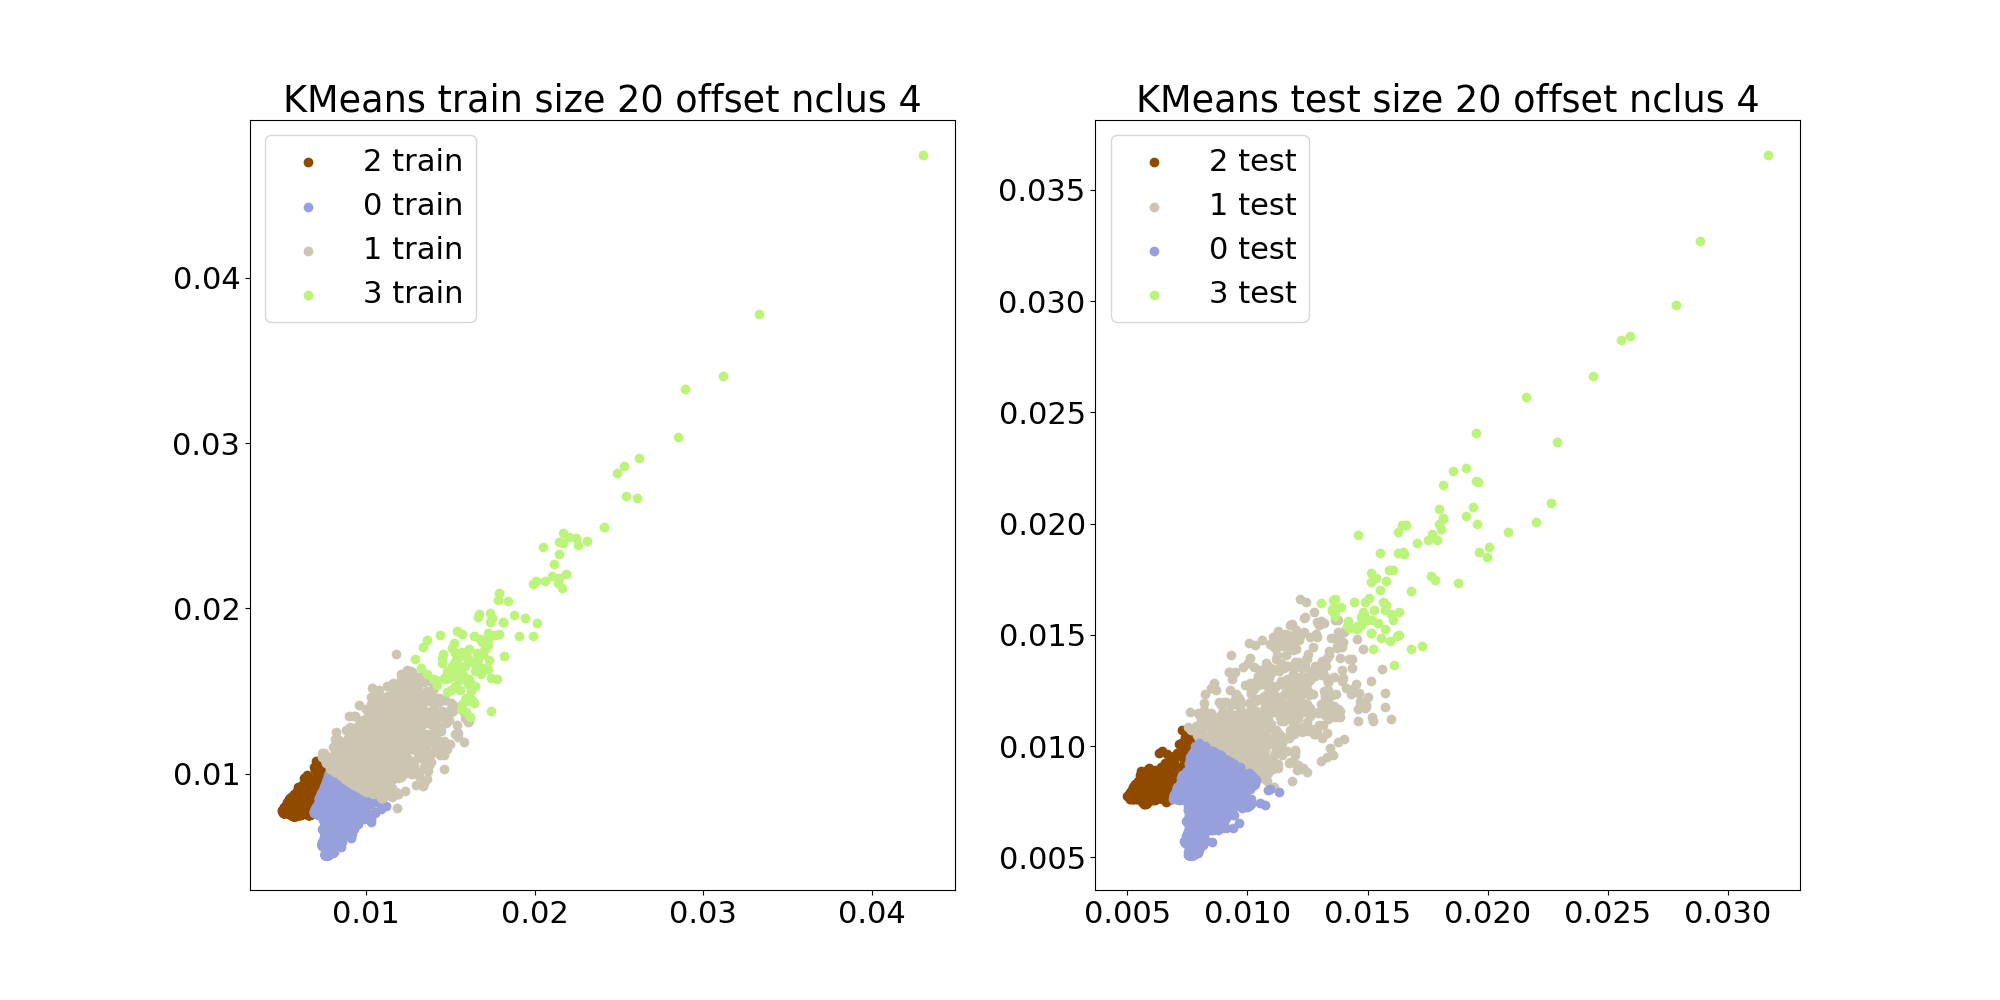 KMeans train size 20 offset nclus 4
2 train
0 train
1 train
3 train
0.04
0.03
0.02
0.01
0.01 0.02 0.03 0.04
KMeans test size 20 offset nclus 4
2 test
1 test
0 test
3 test
0.035
0.030
0.025
0.020
0.015
0.010
0.005
0.005 0.010 0.015 0.020 0.025 0.030